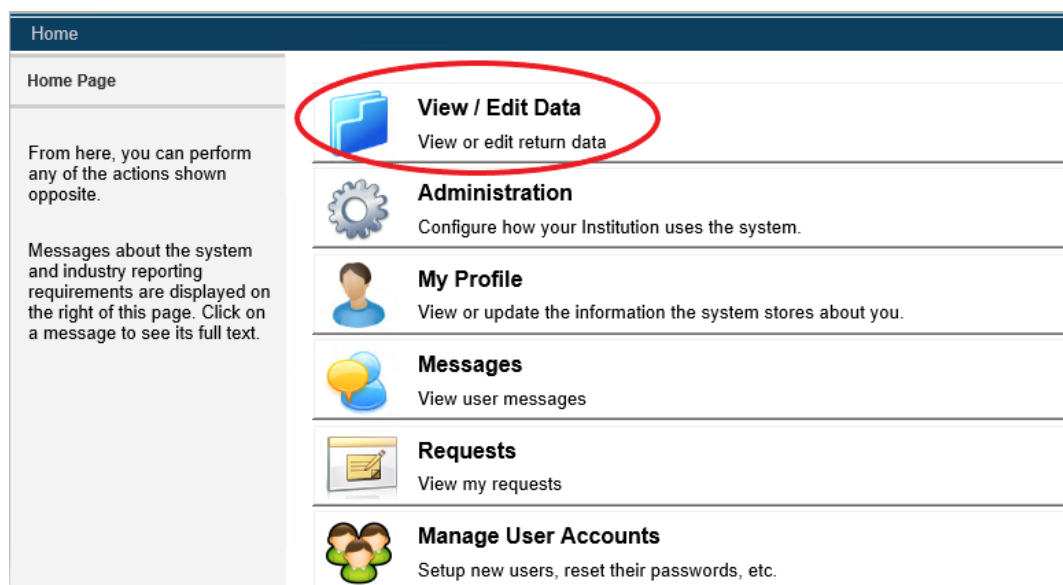 Home
Home Page
From here, you can perform
any of the actions shown
opposite.
Messages about the system
and industry reporting
requirements are displayed on
the right of this page. Click on
a message to see its full text.
View / Edit Data
View or edit return data
Administration
Configure how your Institution uses the system.
My Profile
View or update the information the system stores about you.
Messages
View user messages
Requests
View my requests
Manage User Accounts
Setup new users, reset their passwords, etc.